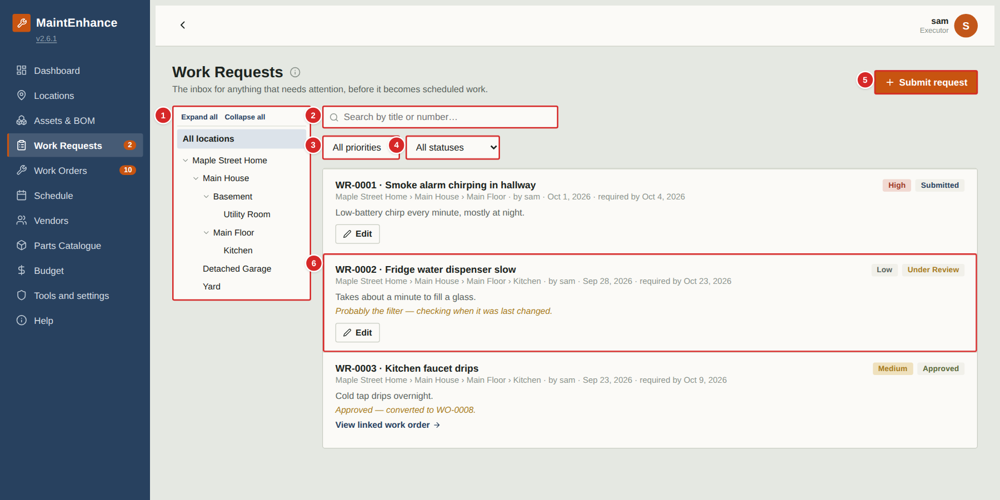 MaintEnhance
v2.6.1
Dashboard
Locations
Assets & BOM
Work Requests 2
Work Orders 10
Schedule
Vendors
Parts Catalogue
Budget
Tools and settings
Help
sam
Executor
S
Work Requests
The inbox for anything that needs attention, before it becomes scheduled work.
5 Submit request
1 Expand all Collapse all
All locations
Maple Street Home
Main House
Basement
Utility Room
Main Floor
Kitchen
Detached Garage
Yard
2 Search by title or number…
3 All priorities 4 All statuses
WR-0001 · Smoke alarm chirping in hallway High Submitted
Maple Street Home › Main House › Main Floor · by sam · Oct 1, 2026 · required by Oct 4, 2026
Low-battery chirp every minute, mostly at night.
Edit
6
WR-0002 · Fridge water dispenser slow Low Under Review
Maple Street Home › Main House › Main Floor › Kitchen · by sam · Sep 28, 2026 · required by Oct 23, 2026
Takes about a minute to fill a glass.
Probably the filter — checking when it was last changed.
Edit
WR-0003 · Kitchen faucet drips Medium Approved
Maple Street Home › Main House › Main Floor › Kitchen · by sam · Sep 23, 2026 · required by Oct 9, 2026
Cold tap drips overnight.
Approved — converted to WO-0008.
View linked work order →